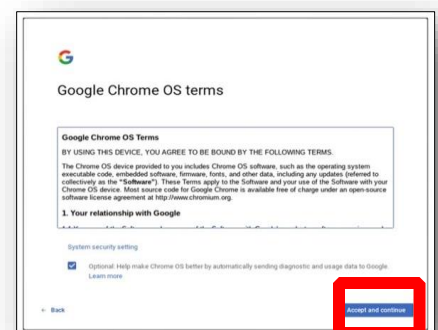 G
Google Chrome OS terms
Google Chrome OS Terms
BY USING THIS DEVICE, YOU AGREE TO BE BOUND BY THE FOLLOWING TERMS.
The Chrome OS device provided to you includes Chrome OS software, such as the operating system
executable code, embedded software, firmware, fonts, and other data, including any updates (referred to
collectively as the "Software"). These Terms apply to the Software and your use of the Software with your
Chrome OS device. Most source code for Google Chrome is available free of charge under an open-source
software license agreement at http://www.chromium.org.
1. Your relationship with Google
System security setting
Optional: Help make Chrome OS better by automatically sending diagnostic and usage data to Google.
Learn more
← Back
Accept and continue